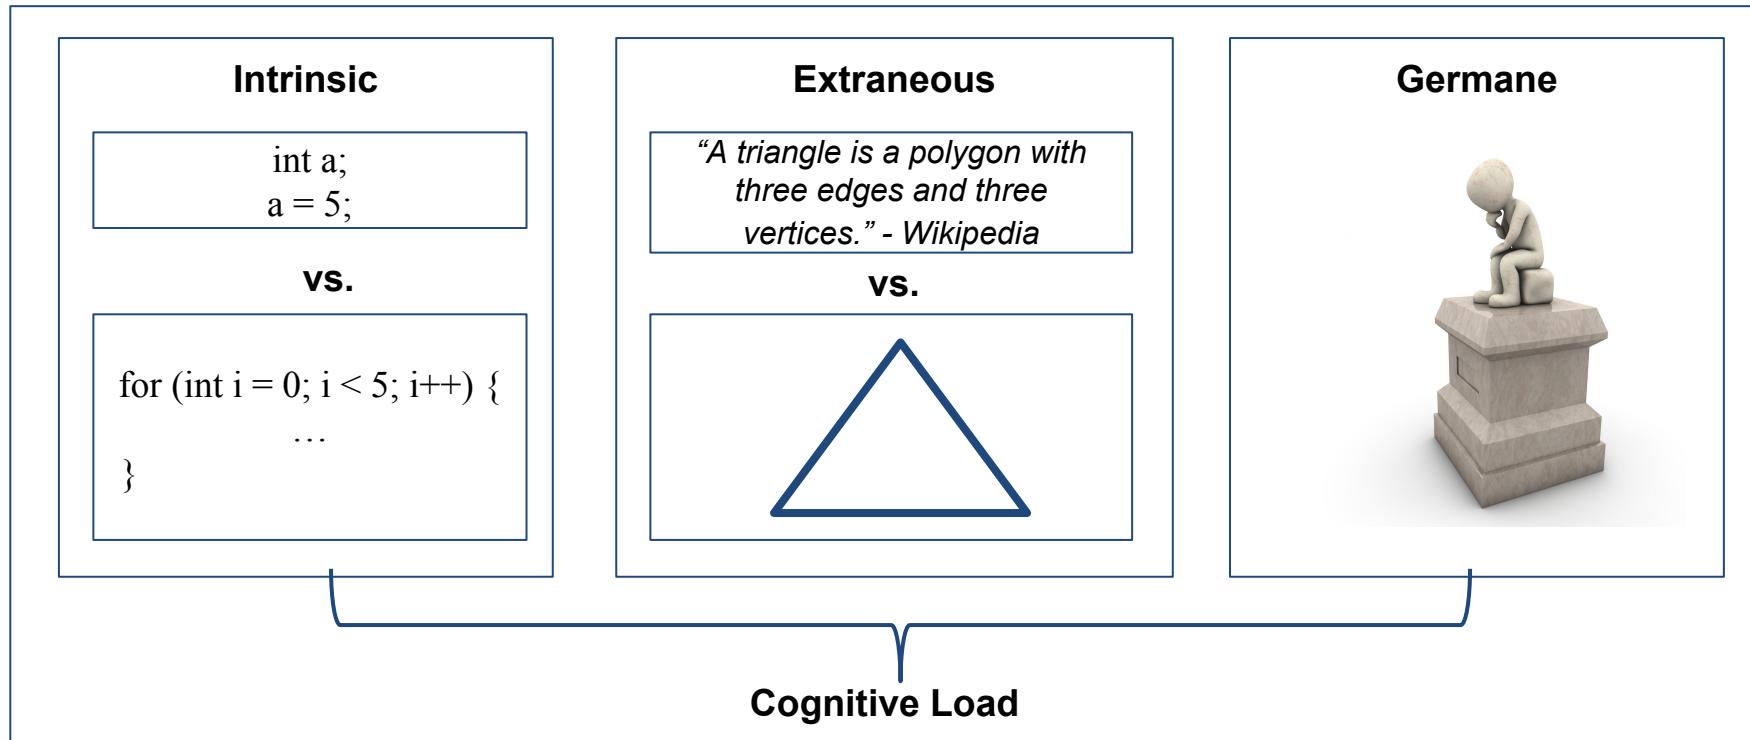 Intrinsic
int a;
a = 5;
vs.
for (int i = 0; i < 5; i++) {
…
}
Extraneous
“A triangle is a polygon with
three edges and three
vertices.” - Wikipedia
vs.
Germane
Cognitive Load